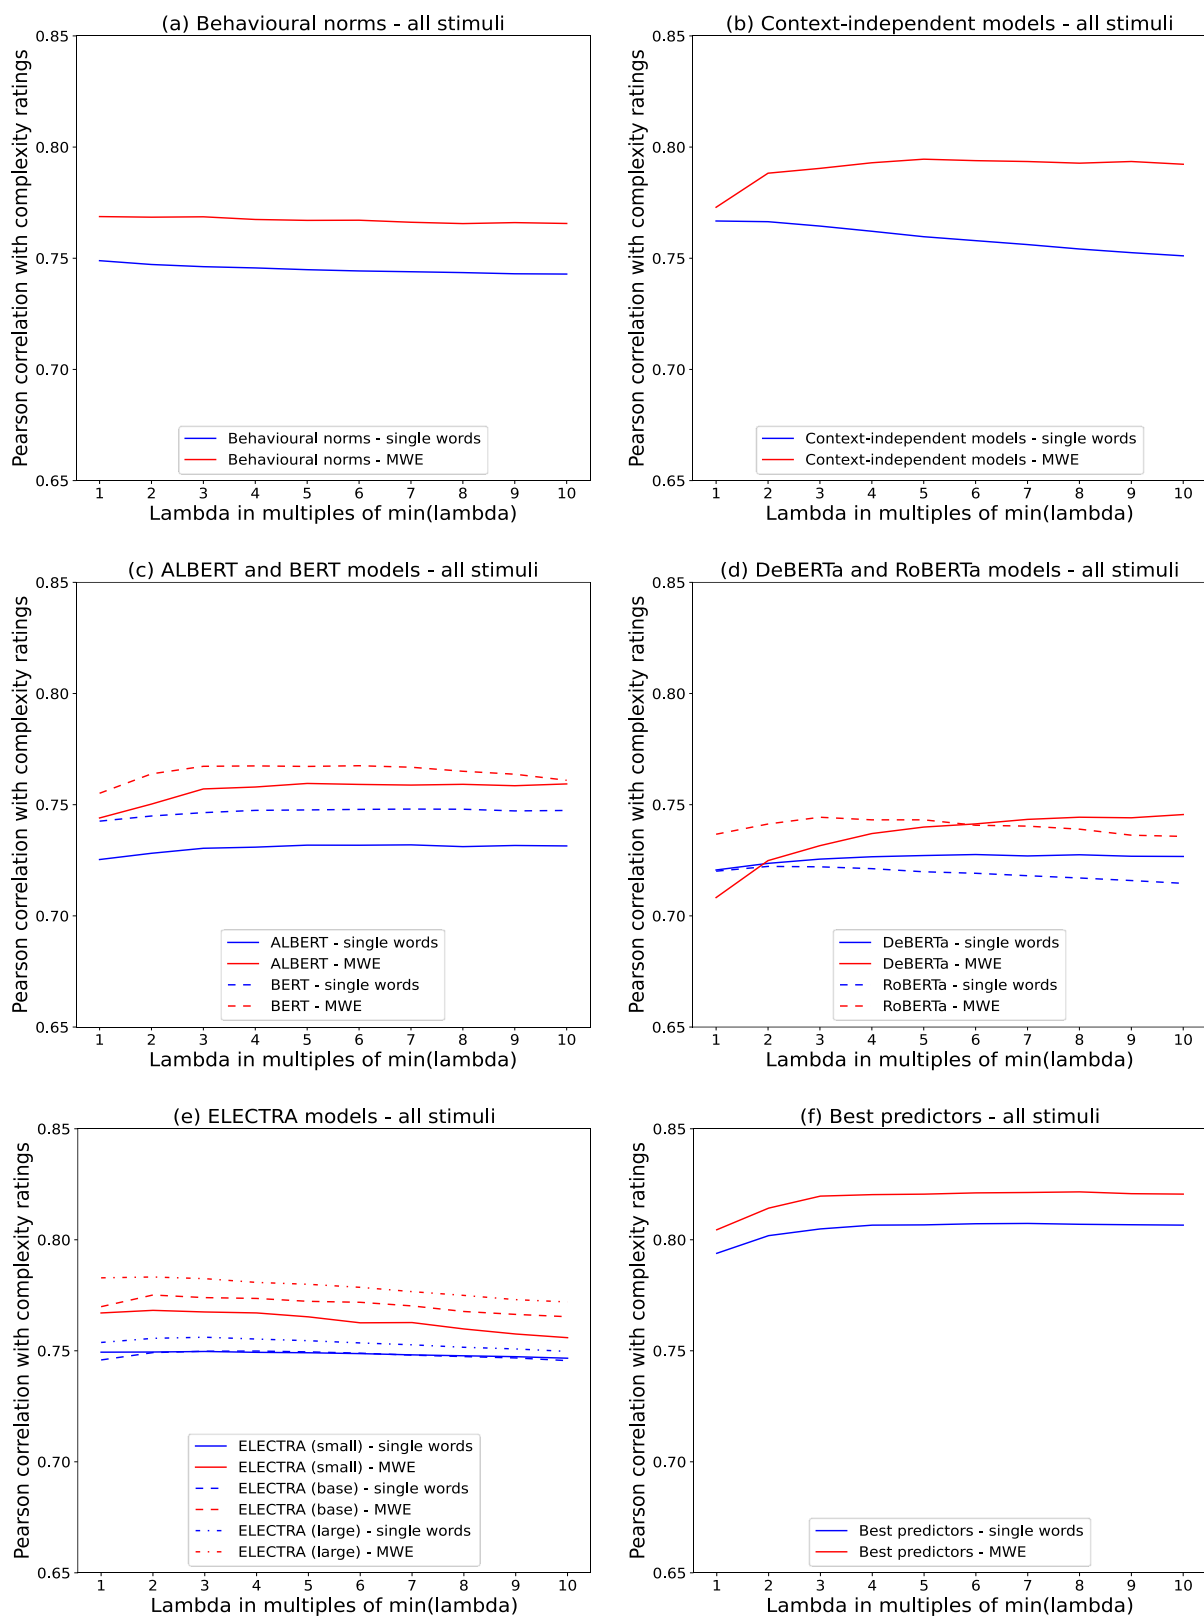 (a) Behavioural norms - all stimuli
Pearson correlation with complexity ratings
0.85
0.80
0.75
0.70
0.65
Behavioural norms - single words
Behavioural norms - MWE
1 2 3 4 5 6 7 8 9 10
Lambda in multiples of min(lambda)
(b) Context-independent models - all stimuli
Pearson correlation with complexity ratings
0.85
0.80
0.75
0.70
0.65
Context-independent models - single words
Context-independent models - MWE
1 2 3 4 5 6 7 8 9 10
Lambda in multiples of min(lambda)
(c) ALBERT and BERT models - all stimuli
Pearson correlation with complexity ratings
0.85
0.80
0.75
0.70
0.65
ALBERT - single words
ALBERT - MWE
BERT - single words
BERT - MWE
1 2 3 4 5 6 7 8 9 10
Lambda in multiples of min(lambda)
(d) DeBERTa and RoBERTa models - all stimuli
Pearson correlation with complexity ratings
0.85
0.80
0.75
0.70
0.65
DeBERTa - single words
DeBERTa - MWE
RoBERTa - single words
RoBERTa - MWE
1 2 3 4 5 6 7 8 9 10
Lambda in multiples of min(lambda)
(e) ELECTRA models - all stimuli
Pearson correlation with complexity ratings
0.85
0.80
0.75
0.70
0.65
ELECTRA (small) - single words
ELECTRA (small) - MWE
ELECTRA (base) - single words
ELECTRA (base) - MWE
ELECTRA (large) - single words
ELECTRA (large) - MWE
1 2 3 4 5 6 7 8 9 10
Lambda in multiples of min(lambda)
(f) Best predictors - all stimuli
Pearson correlation with complexity ratings
0.85
0.80
0.75
0.70
0.65
Best predictors - single words
Best predictors - MWE
1 2 3 4 5 6 7 8 9 10
Lambda in multiples of min(lambda)